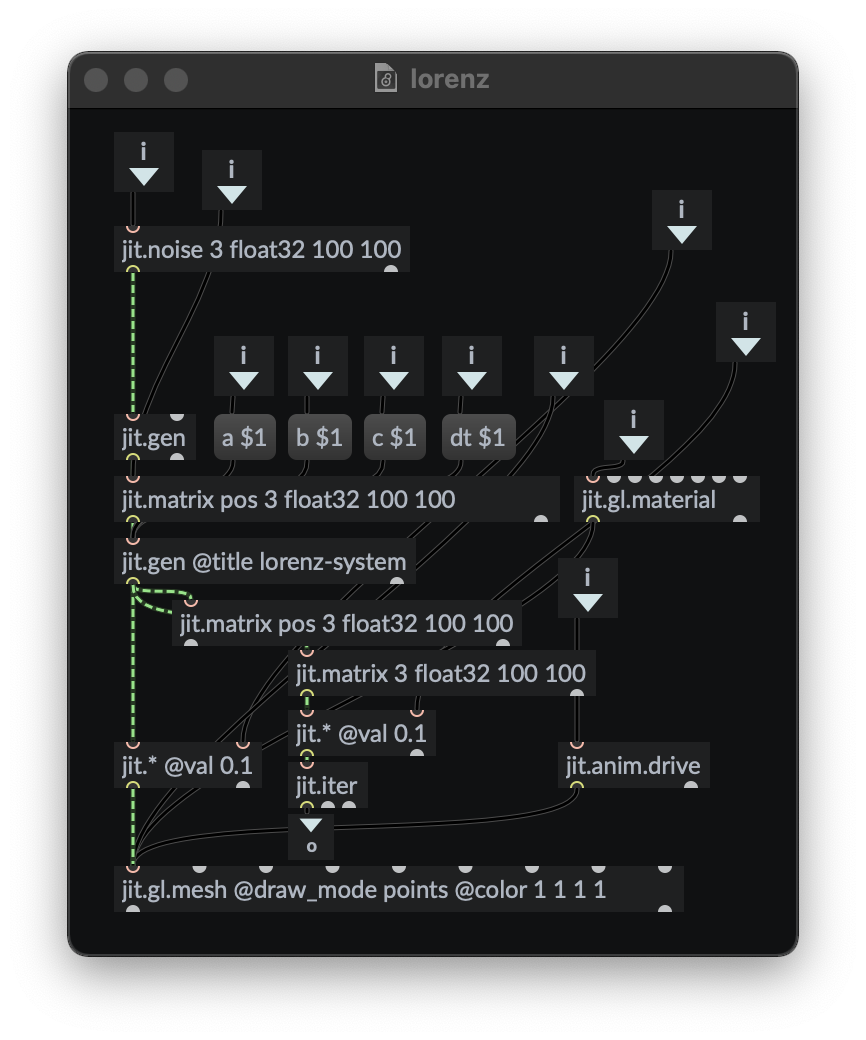 lorenz
i
i
i
jit.noise 3 float32 100 100
i
i
i
i
i
i
i
jit.gen
a $1
b $1
c $1
dt $1
jit.matrix pos 3 float32 100 100
jit.gl.material
jit.gen @title lorenz-system
i
jit.matrix pos 3 float32 100 100
jit.matrix 3 float32 100 100
jit.* @val 0.1
jit.* @val 0.1
jit.anim.drive
jit.iter
o
jit.gl.mesh @draw_mode points @color 1 1 1 1